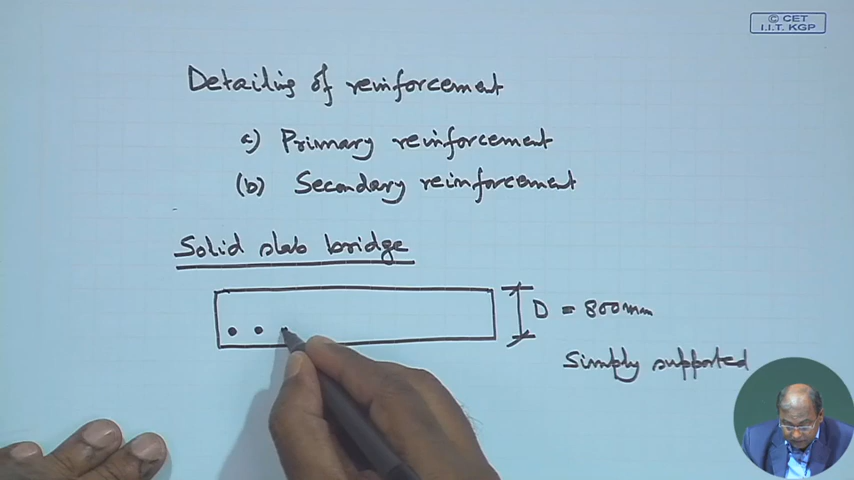 © CET
I.I.T. KGP
Detailing of reinforcement
a) Primary reinforcement
(b) Secondary reinforcement
Solid slab bridge
D = 800mm
Simply supported